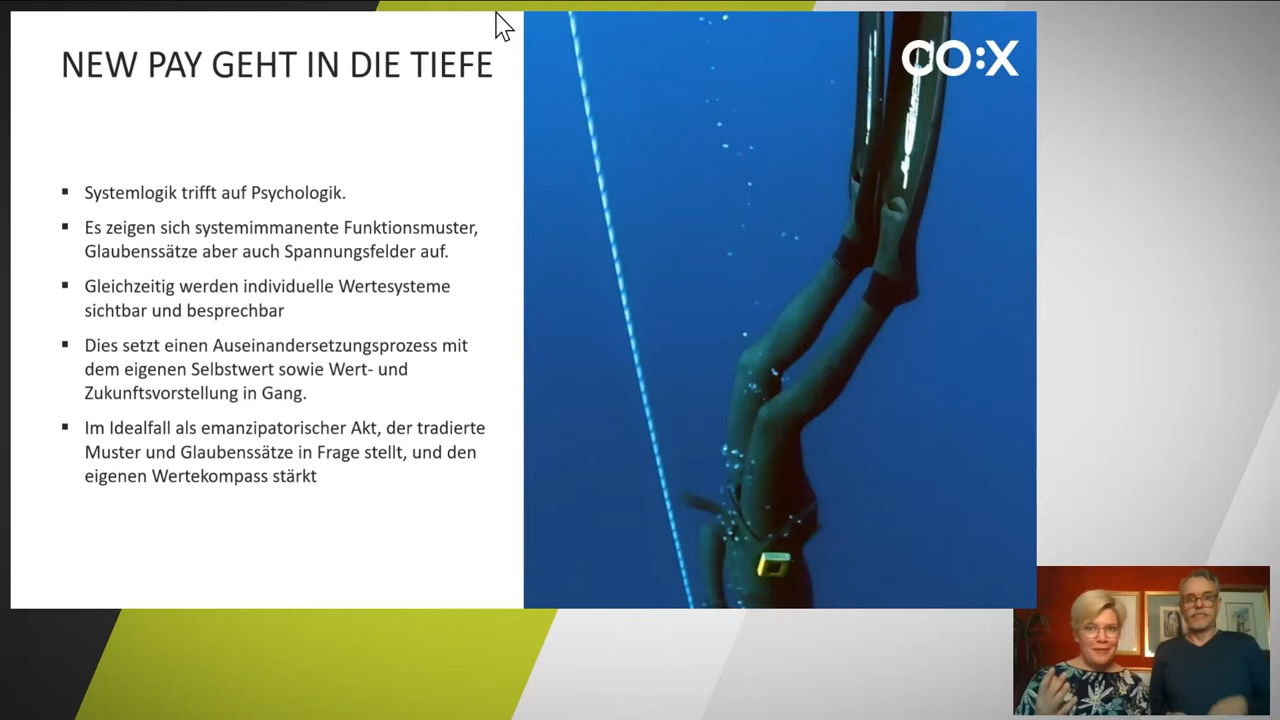 NEW PAY GEHT IN DIE TIEFE
CO:X
▪ Systemlogik trifft auf Psychologik.
▪ Es zeigen sich systemimmanente Funktionsmuster,
Glaubenssätze aber auch Spannungsfelder auf.
▪ Gleichzeitig werden individuelle Wertesysteme
sichtbar und besprechbar
▪ Dies setzt einen Auseinandersetzungsprozess mit
dem eigenen Selbstwert sowie Wert- und
Zukunftsvorstellung in Gang.
▪ Im Idealfall als emanzipatorischer Akt, der tradierte
Muster und Glaubenssätze in Frage stellt, und den
eigenen Wertekompass stärkt